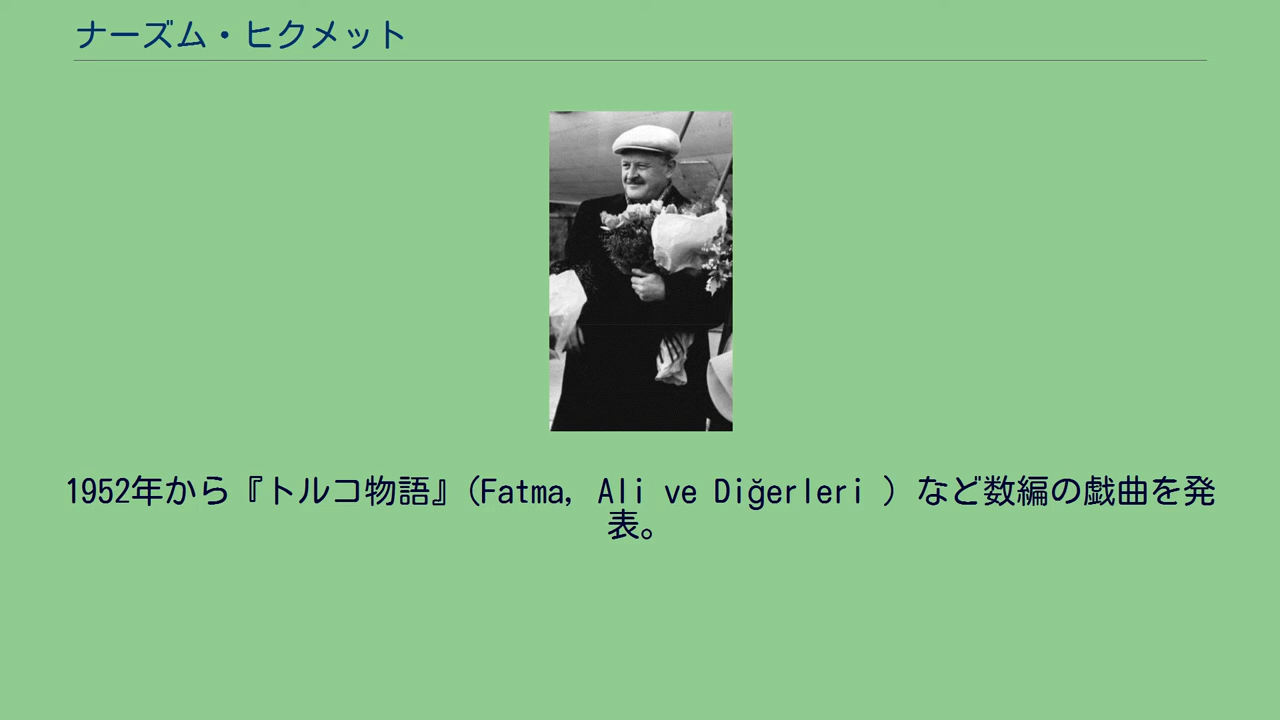 ナーズム・ヒクメット
1952年から『トルコ物語』(Fatma, Ali ve Diğerleri ) など数編の戯曲を発
表。